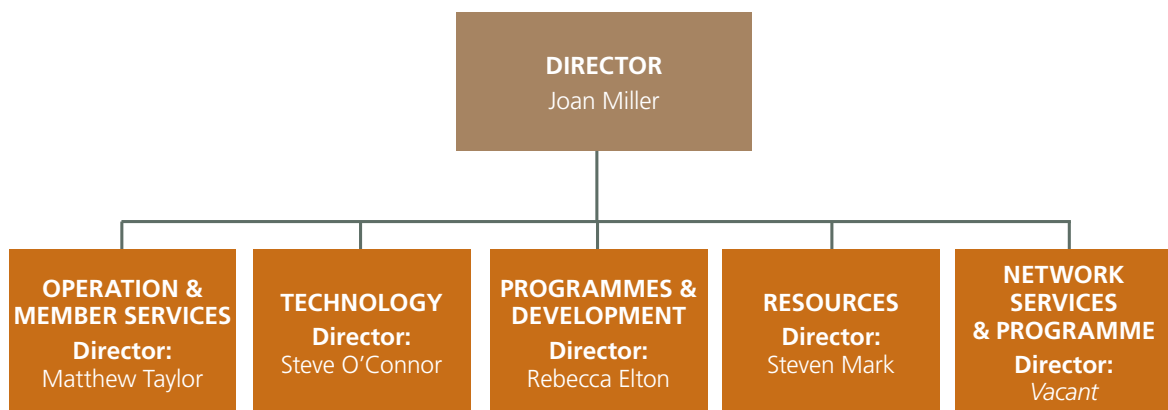 DIRECTOR
Joan Miller
OPERATION &
MEMBER SERVICES
Director:
Matthew Taylor
TECHNOLOGY
Director:
Steve O’Connor
PROGRAMMES &
DEVELOPMENT
Director:
Rebecca Elton
RESOURCES
Director:
Steven Mark
NETWORK
SERVICES
& PROGRAMME
Director:
Vacant